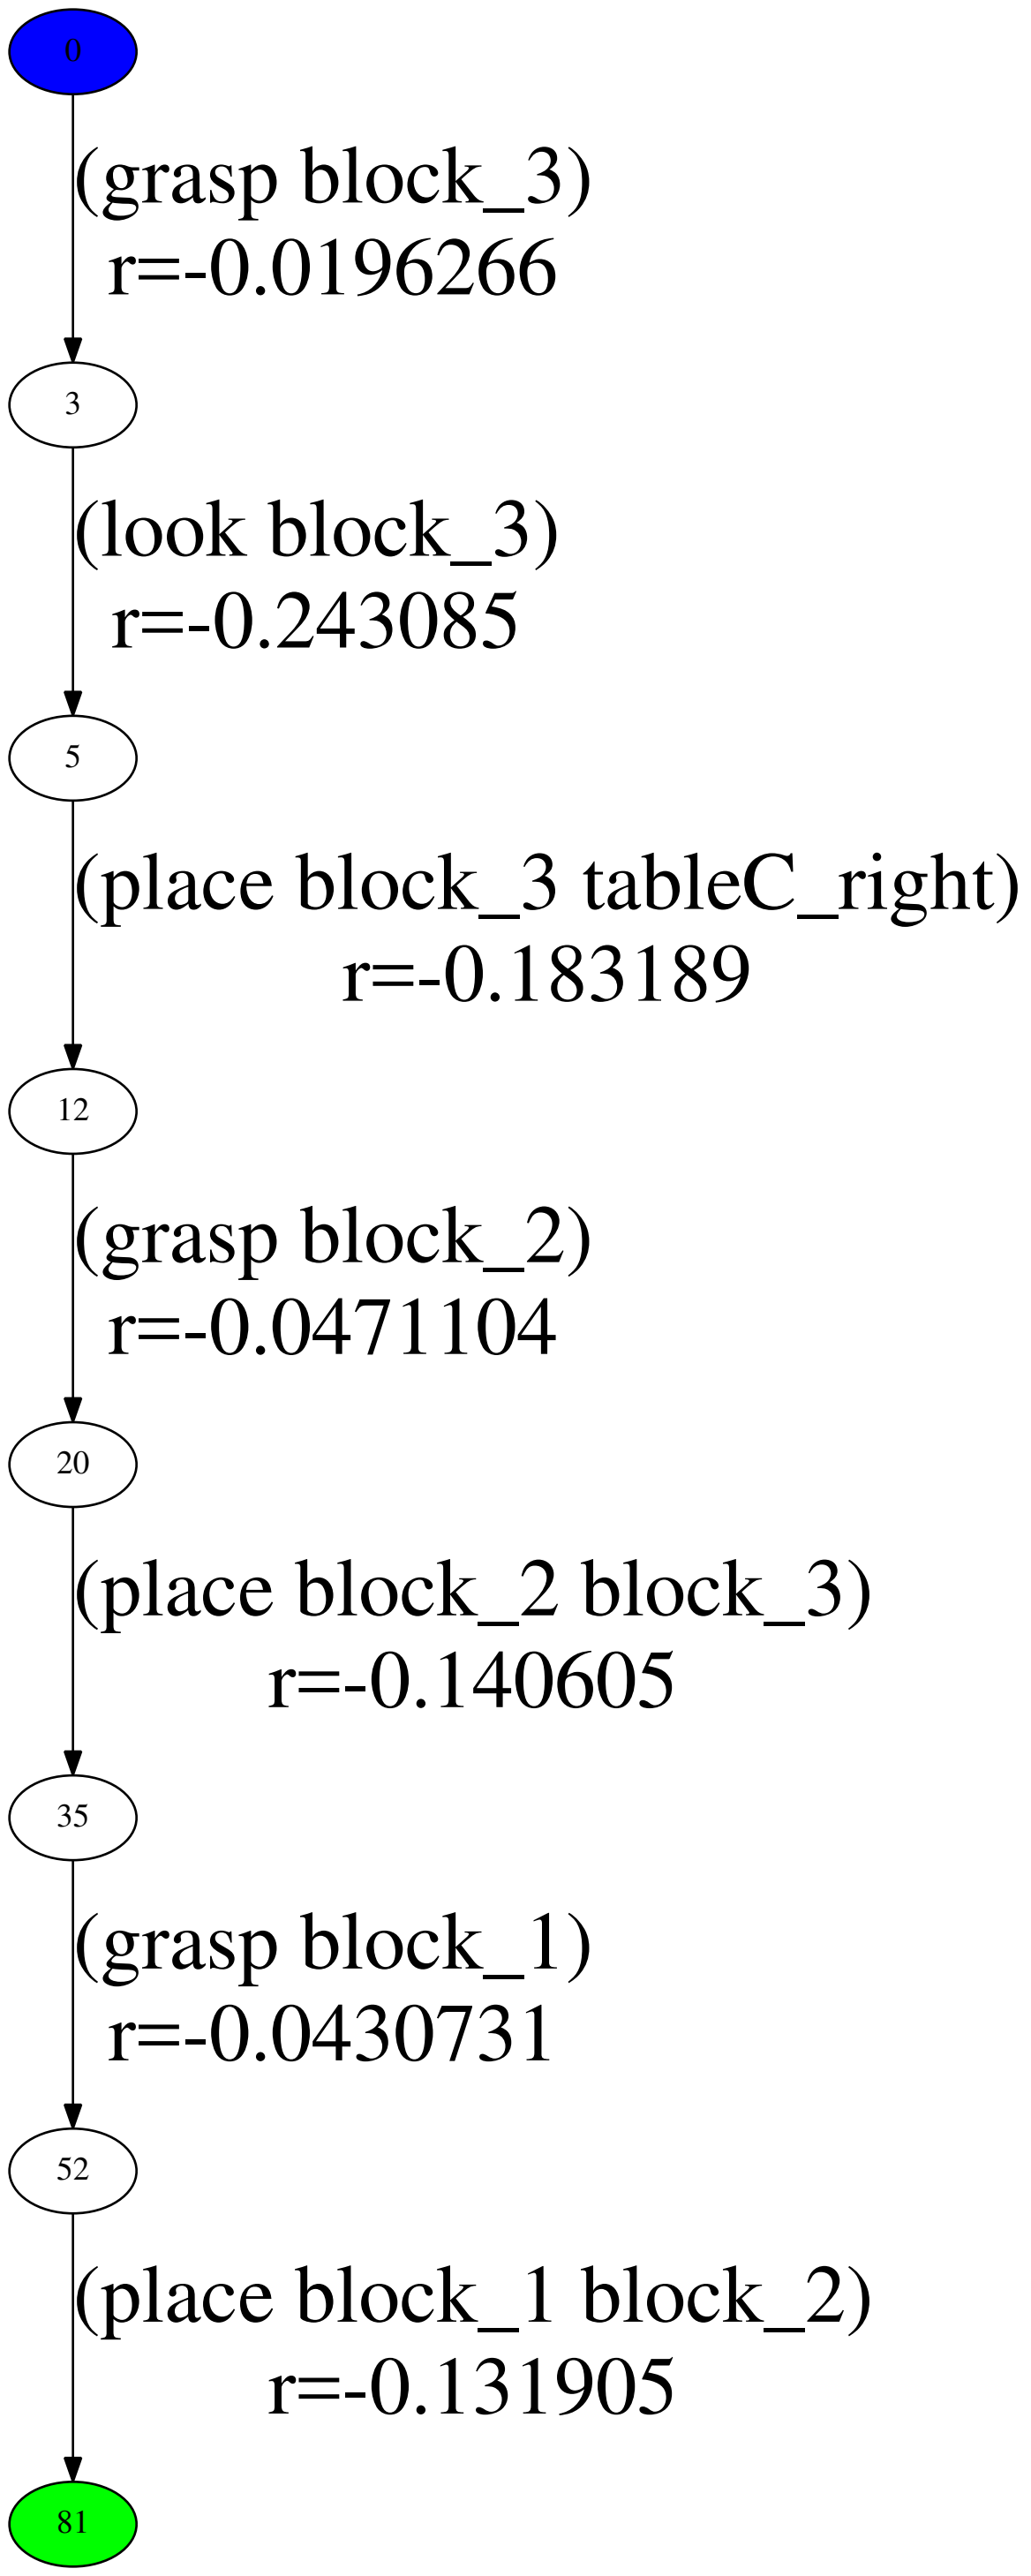 0
(grasp block_3)
r=-0.0196266
3
(look block_3)
r=-0.243085
5
(place block_3 tableC_right)
r=-0.183189
12
(grasp block_2)
r=-0.0471104
20
(place block_2 block_3)
r=-0.140605
35
(grasp block_1)
r=-0.0430731
52
(place block_1 block_2)
r=-0.131905
81